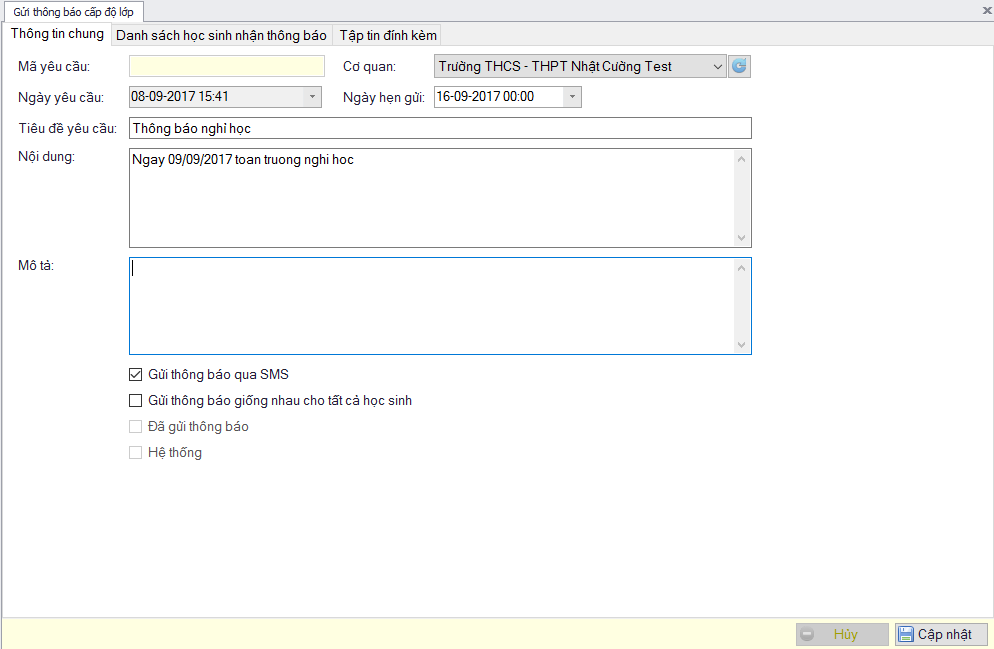 Gửi thông báo cấp độ lớp
Thông tin chung Danh sách học sinh nhận thông báo Tập tin đính kèm
Mã yêu cầu: Cơ quan: Trường THCS - THPT Nhật Cường Test
Ngày yêu cầu: 08-09-2017 15:41 Ngày hẹn gửi: 16-09-2017 00:00
Tiêu đề yêu cầu: Thông báo nghỉ học
Nội dung: Ngay 09/09/2017 toan truong nghi hoc
Mô tả:
Gửi thông báo qua SMS
Gửi thông báo giống nhau cho tất cả học sinh
Đã gửi thông báo
Hệ thống
Hủy Cập nhật